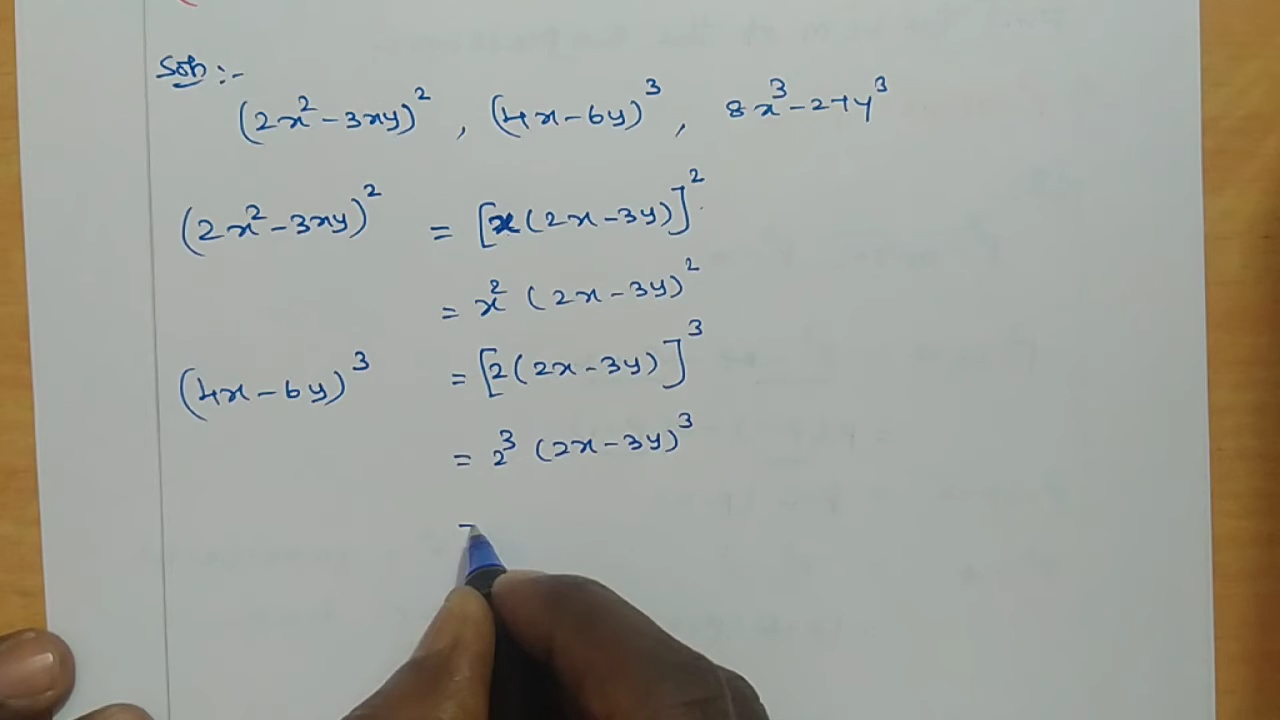 Soln :-
(2x² - 3xy)² , (4x - 6y)³ , 8x³ - 27y³
(2x² - 3xy)² = [x (2x - 3y)]²
= x² (2x - 3y)²
(4x - 6y)³ = [2 (2x - 3y)]³
= 2³ (2x - 3y)³